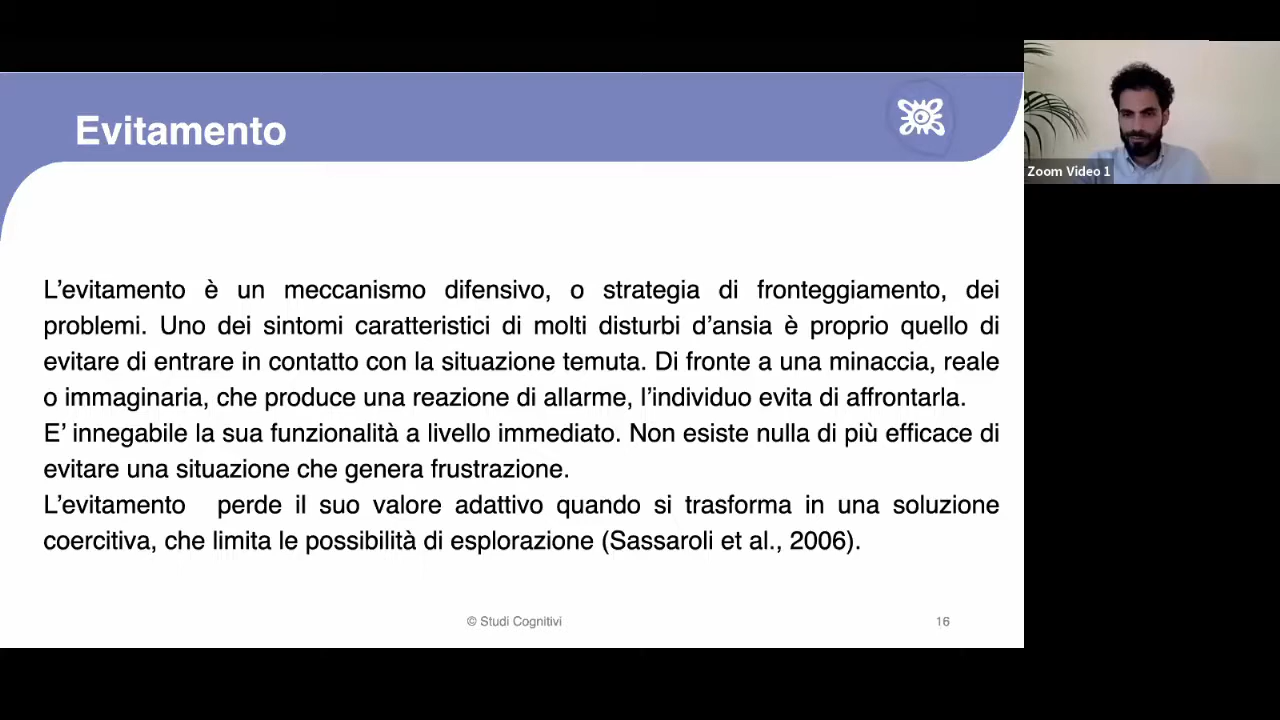 Evitamento
Zoom Video 1
L’evitamento è un meccanismo difensivo, o strategia di fronteggiamento, dei
problemi. Uno dei sintomi caratteristici di molti disturbi d’ansia è proprio quello di
evitare di entrare in contatto con la situazione temuta. Di fronte a una minaccia, reale
o immaginaria, che produce una reazione di allarme, l’individuo evita di affrontarla.
E’ innegabile la sua funzionalità a livello immediato. Non esiste nulla di più efficace di
evitare una situazione che genera frustrazione.
L’evitamento perde il suo valore adattivo quando si trasforma in una soluzione
coercitiva, che limita le possibilità di esplorazione (Sassaroli et al., 2006).
© Studi Cognitivi
16